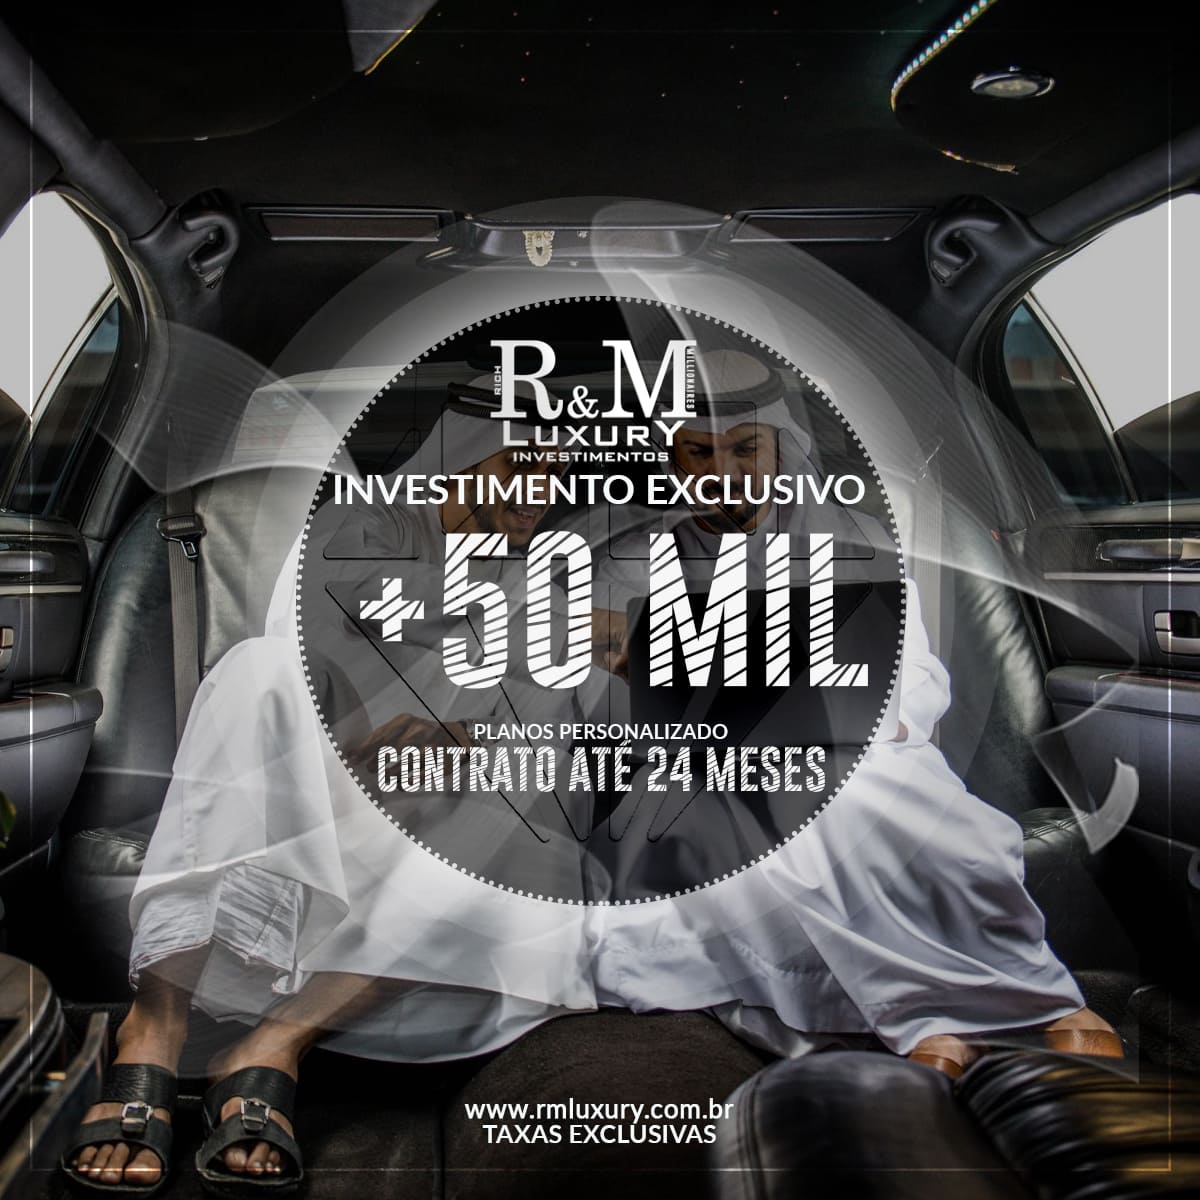 RICH R&M MILLIONAIRES
LUXURY
INVESTIMENTOS
INVESTIMENTO EXCLUSIVO
+50 MIL
PLANOS PERSONALIZADO
CONTRATO ATÉ 24 MESES
www.rmluxury.com.br
TAXAS EXCLUSIVAS